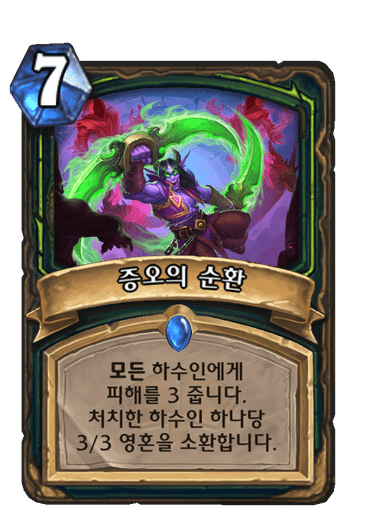 7
증오의 순환
모든 하수인에게
피해를 3 줍니다.
처치한 하수인 하나당
3/3 영혼을 소환합니다.